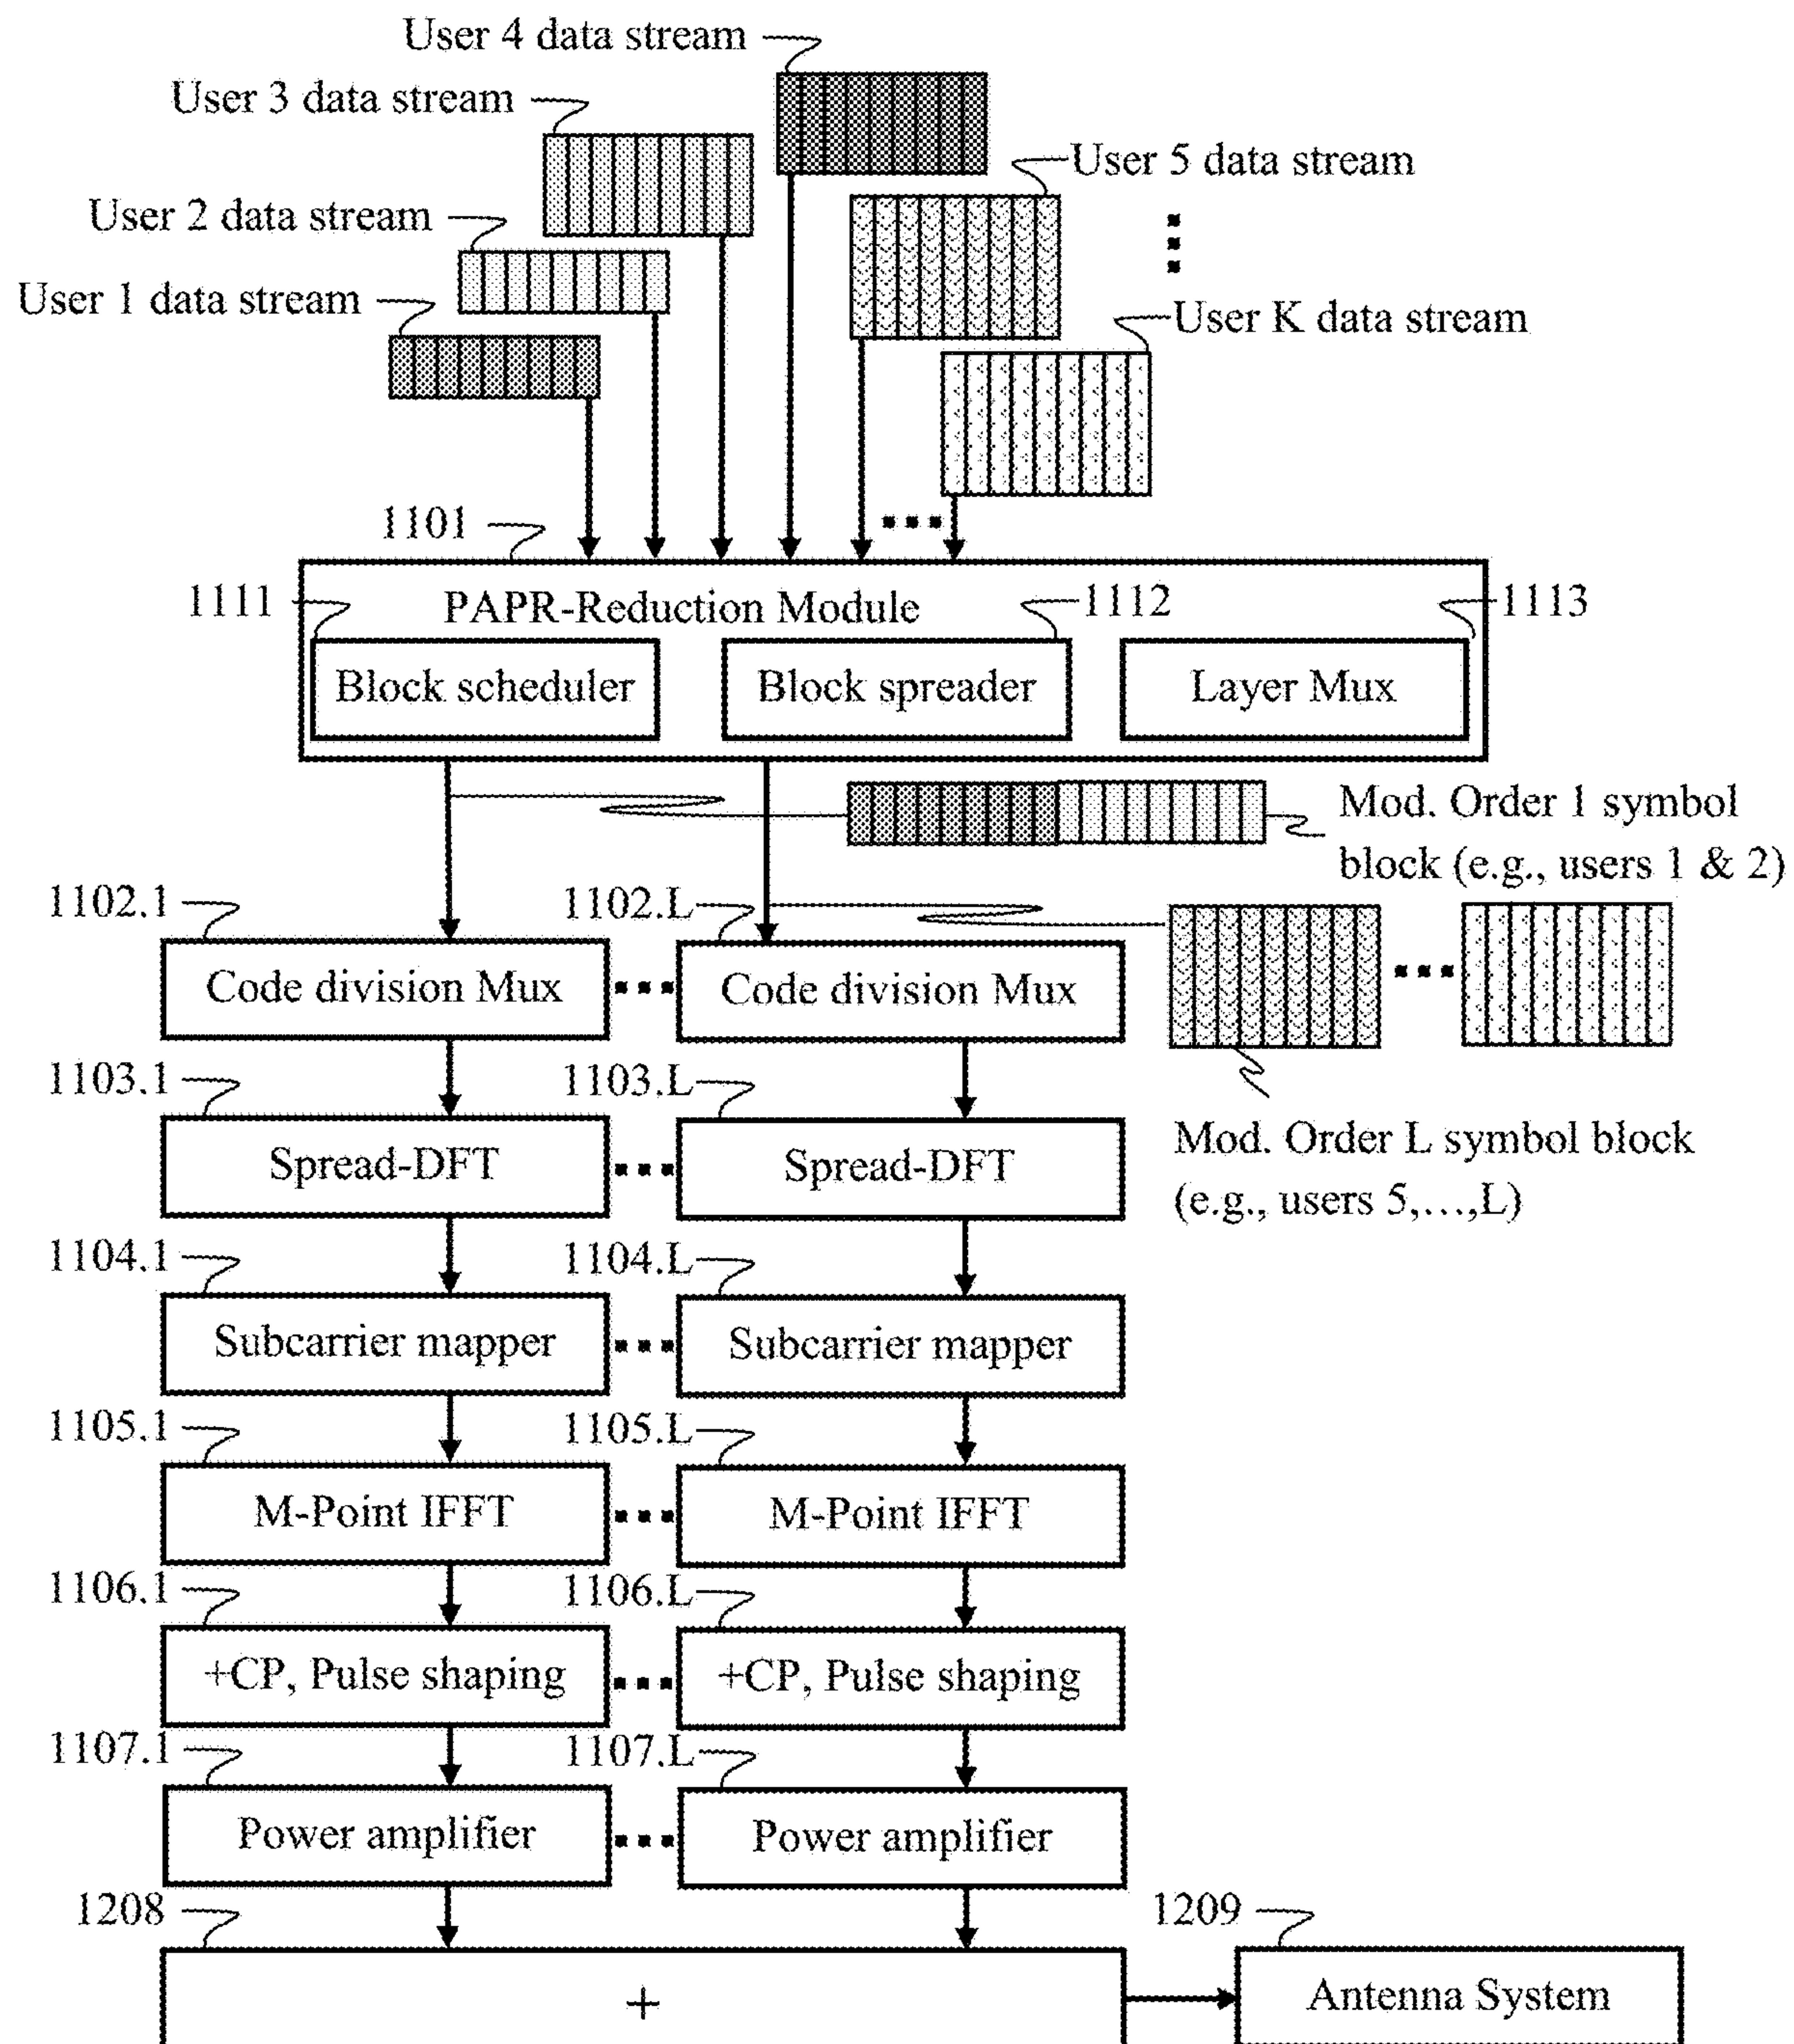 User 4 data stream
User 3 data stream
User 5 data stream
User 2 data stream
User 1 data stream
User K data stream
1101
1111
PAPR-Reduction Module
1112
1113
Block scheduler
Block spreader
Layer Mux
Mod. Order 1 symbol
block (e.g., users 1 & 2)
1102.1
1102.L
Code division Mux
Code division Mux
1103.1
1103.L
Mod. Order L symbol block
(e.g., users 5,...,L)
Spread-DFT
Spread-DFT
1104.1
1104.L
Subcarrier mapper
Subcarrier mapper
1105.1
1105.L
M-Point IFFT
M-Point IFFT
1106.1
1106.L
+CP, Pulse shaping
+CP, Pulse shaping
1107.1
1107.L
Power amplifier
Power amplifier
1208
1209
+
Antenna System